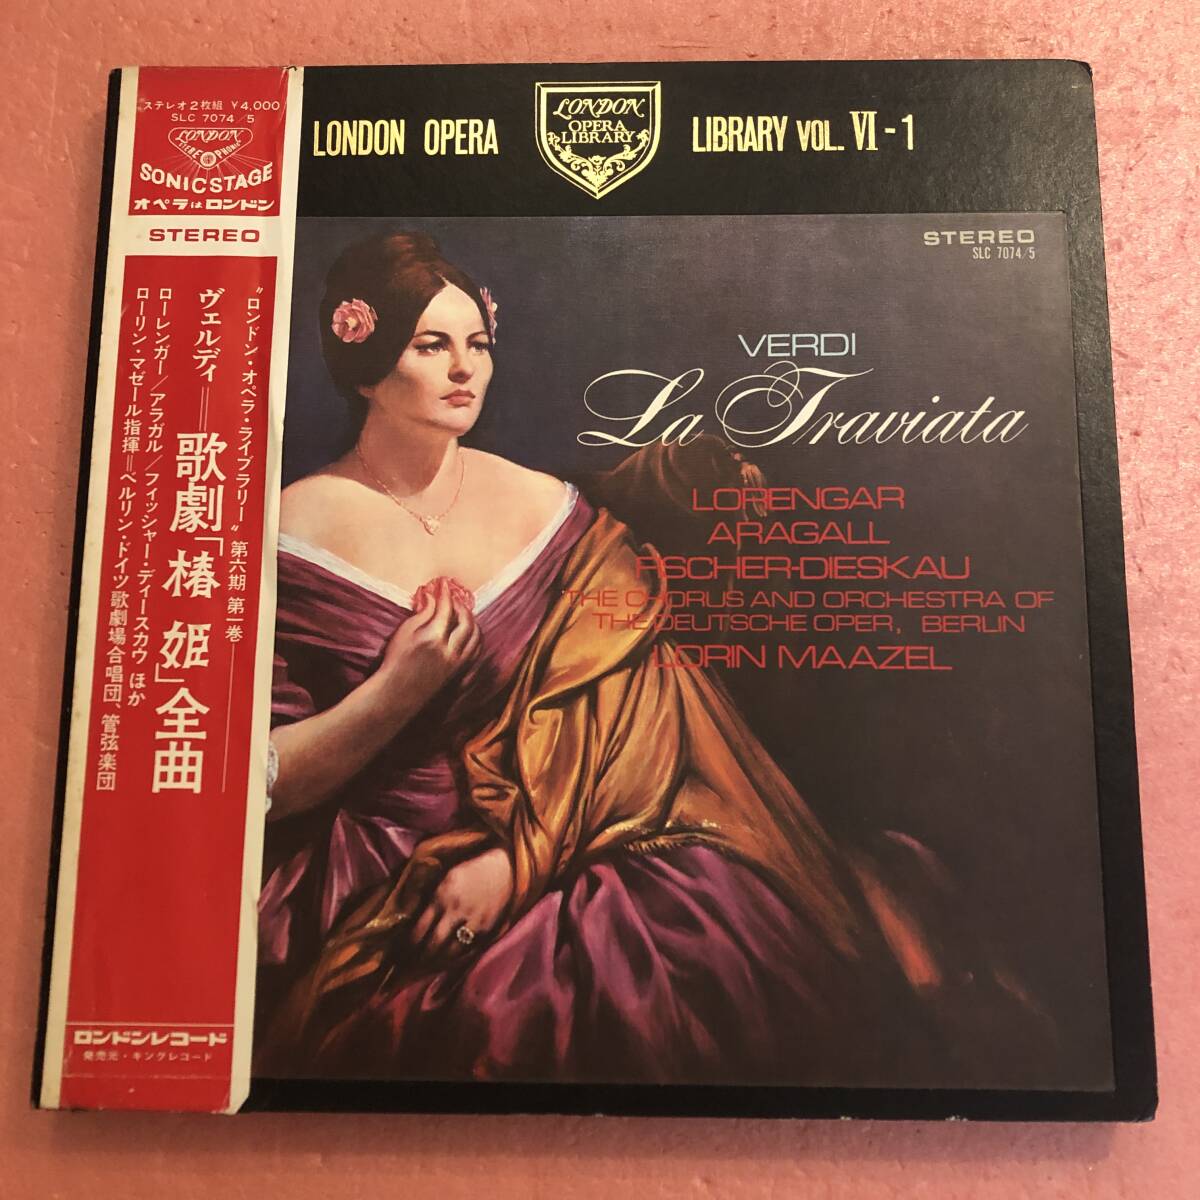 ステレオ2枚組 ¥4,000
SLC 7074/5
LONDON
STEREOPHONIC
SONICSTAGE
オペラはロンドン
STEREO
“ロンドン・オペラ・ライブラリー” 第六期 第一巻
ヴェルディ=歌劇「椿姫」全曲
ローレンガー/アラガル/フィッシャー・ディースカウ ほか
ローリン・マゼール指揮=ベルリン・ドイツ歌劇場合唱団、管弦楽団
ロンドンレコード
発売元・キングレコード
LONDON OPERA
LONDON
OPERA
LIBRARY
LIBRARY VOL. VI-1
STEREO
SLC 7074/5
VERDI
La Traviata
LORENGAR
ARAGALL
FISCHER-DIESKAU
THE CHORUS AND ORCHESTRA OF
THE DEUTSCHE OPER, BERLIN
LORIN MAAZEL